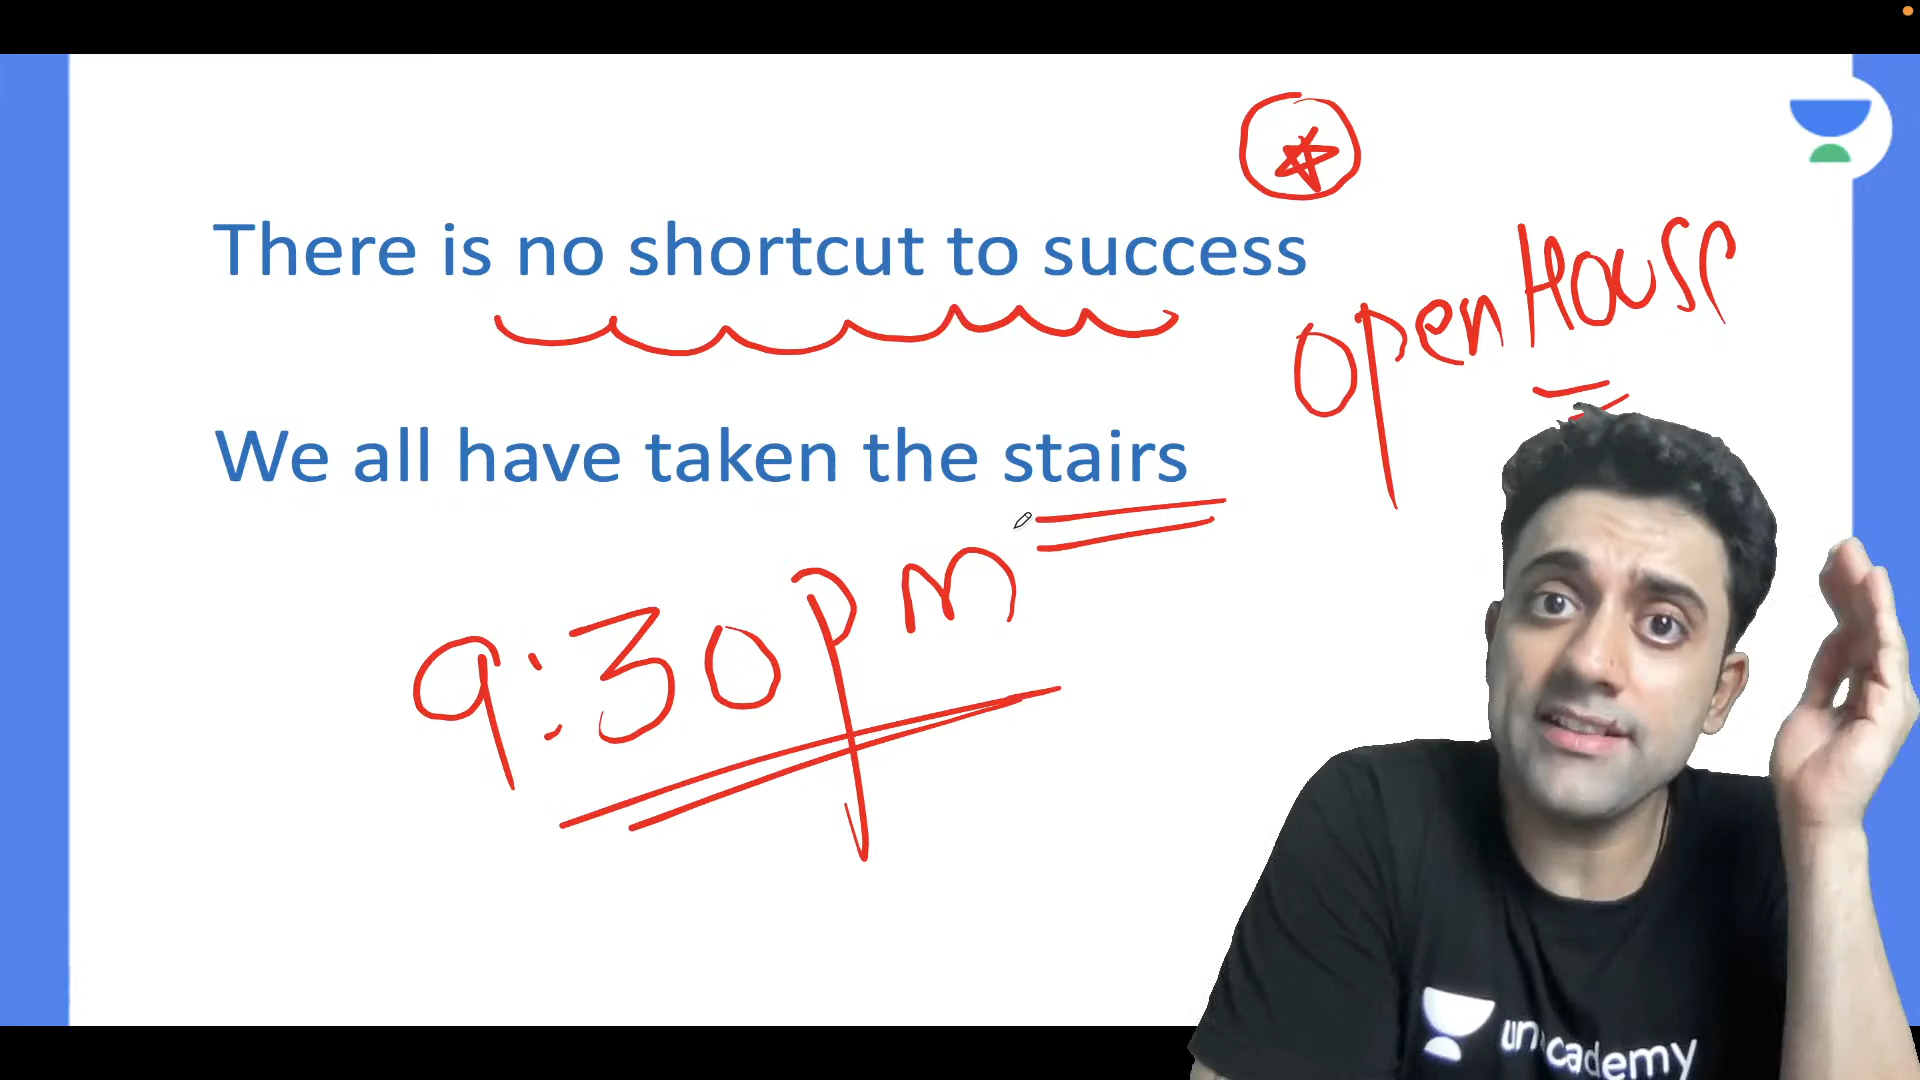 There is no shortcut to success
open House
We all have taken the stairs
9:30pm
unacademy